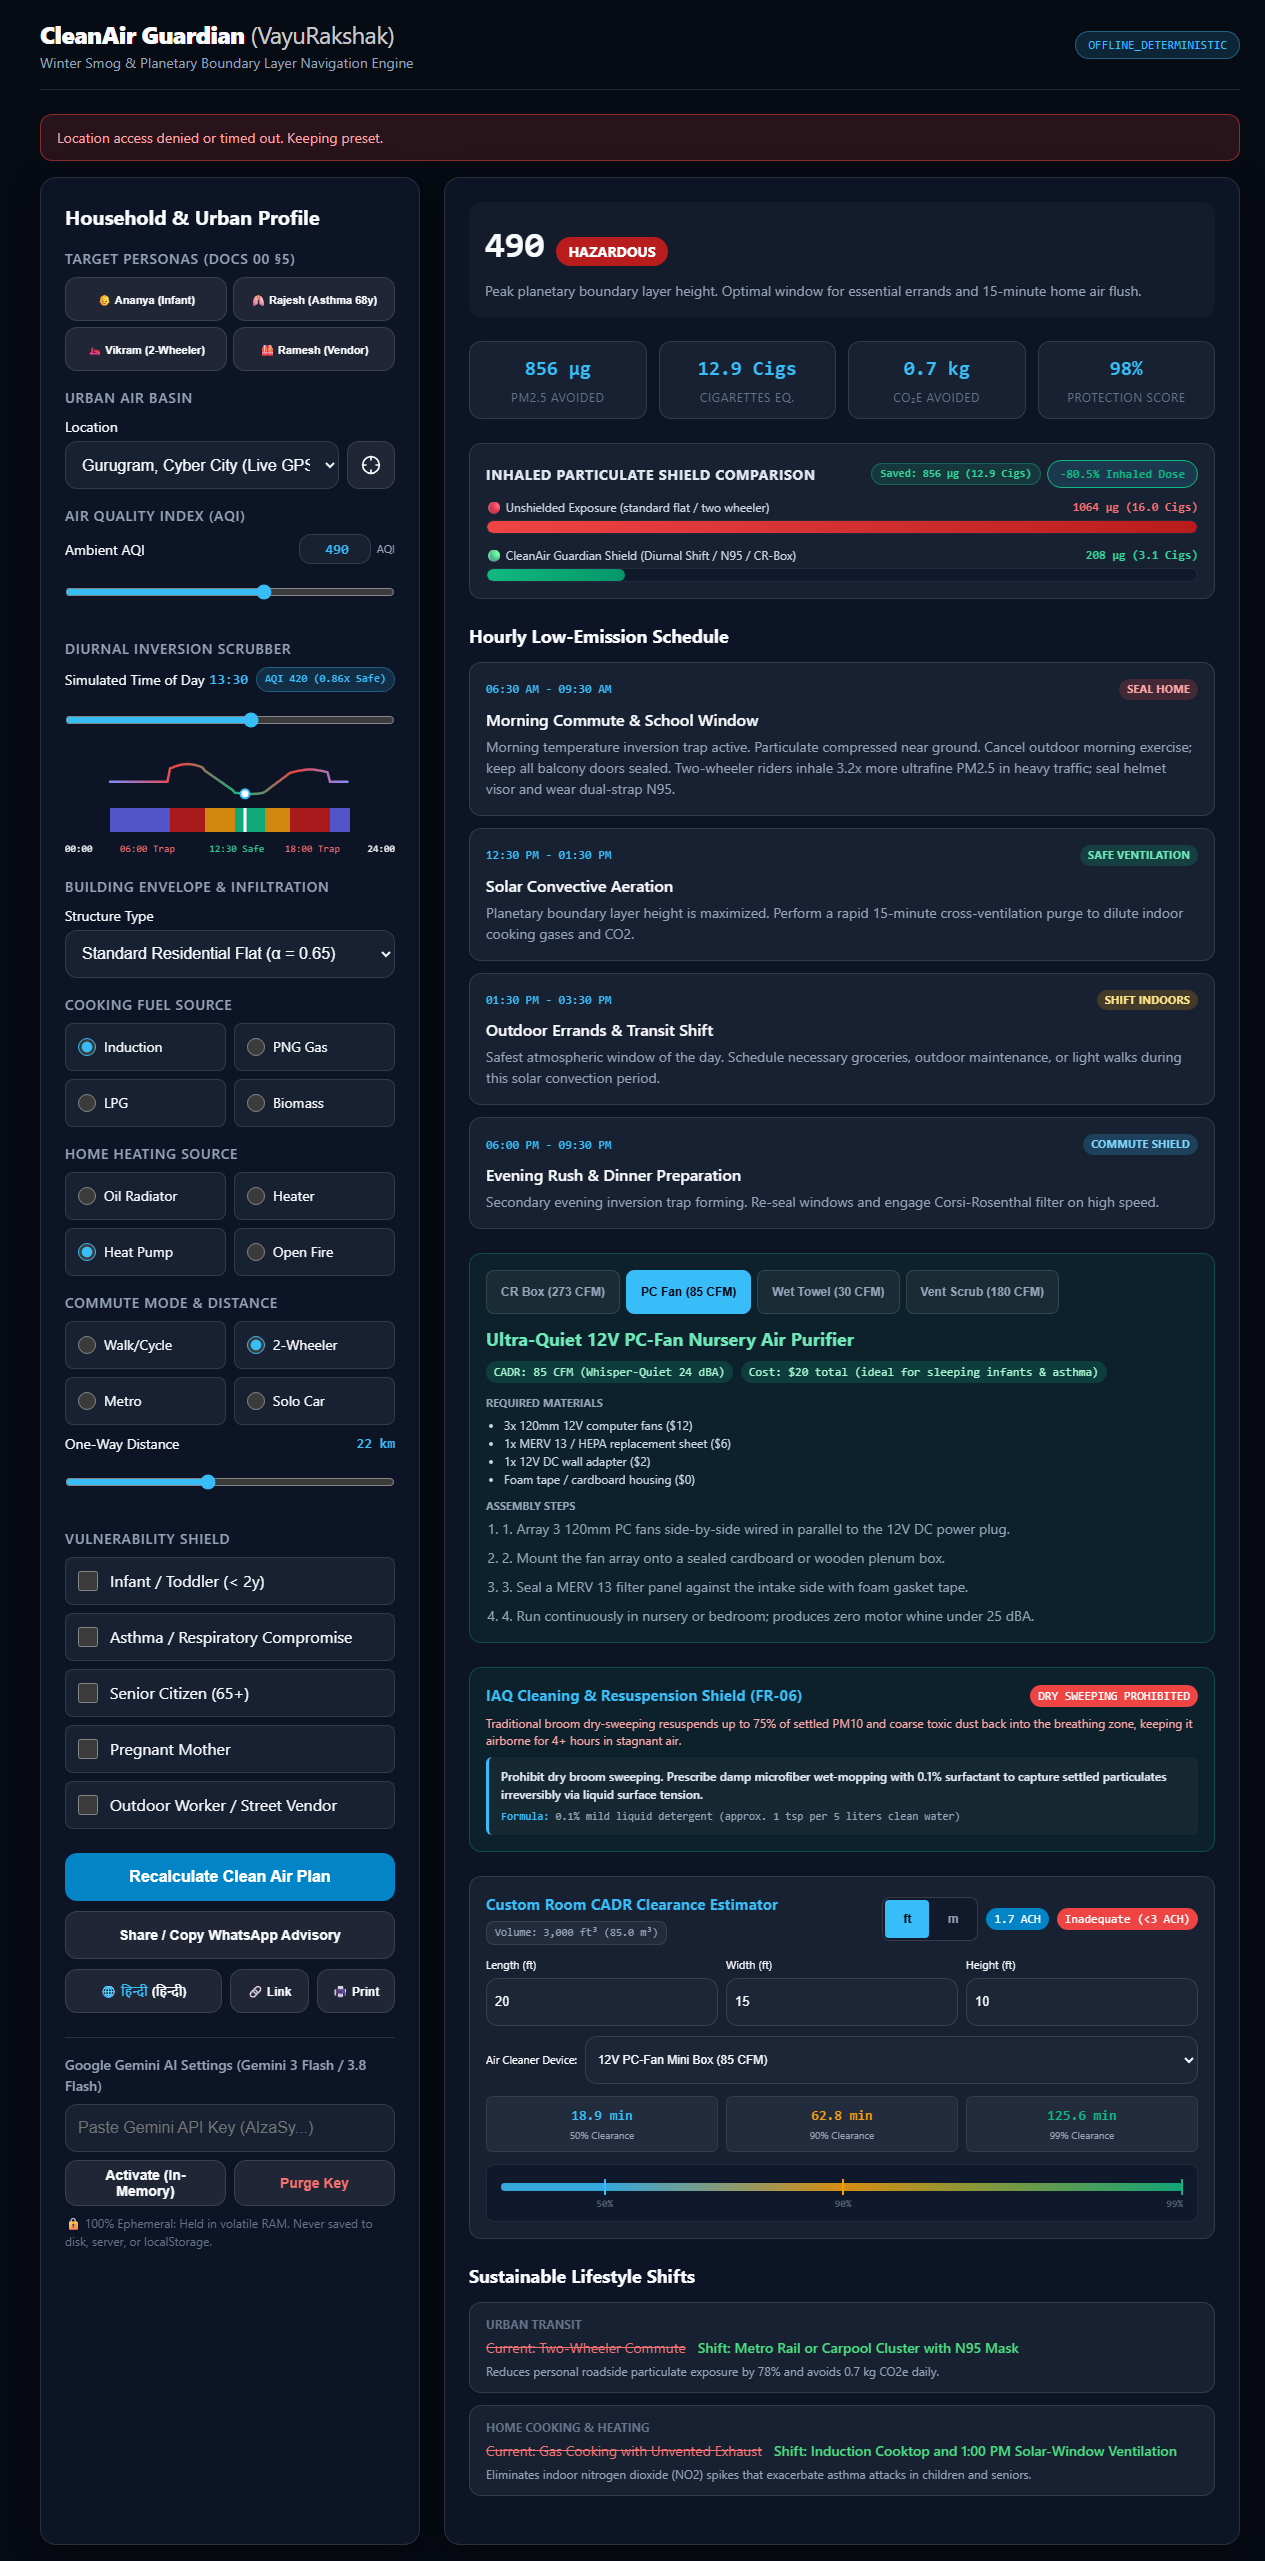 CleanAir Guardian (VayuRakshak)
Winter Smog & Planetary Boundary Layer Navigation Engine
OFFLINE_DETERMINISTIC
Location access denied or timed out. Keeping preset.
Household & Urban Profile
TARGET PERSONAS (DOCS 00 §5)
Ananya (Infant)
Rajesh (Asthma 68y)
Vikram (2-Wheeler)
Ramesh (Vendor)
URBAN AIR BASIN
Location
Gurugram, Cyber City (Live GPS
AIR QUALITY INDEX (AQI)
Ambient AQI
490
AQI
DIURNAL INVERSION SCRUBBER
Simulated Time of Day 13:30
AQI 420 (0.86x Safe)
00:00
06:00 Trap
12:30 Safe
18:00 Trap
24:00
BUILDING ENVELOPE & INFILTRATION
Structure Type
Standard Residential Flat (α = 0.65)
COOKING FUEL SOURCE
Induction
PNG Gas
LPG
Biomass
HOME HEATING SOURCE
Oil Radiator
Heater
Heat Pump
Open Fire
COMMUTE MODE & DISTANCE
Walk/Cycle
2-Wheeler
Metro
Solo Car
One-Way Distance
22 km
VULNERABILITY SHIELD
Infant / Toddler (< 2y)
Asthma / Respiratory Compromise
Senior Citizen (65+)
Pregnant Mother
Outdoor Worker / Street Vendor
Recalculate Clean Air Plan
Share / Copy WhatsApp Advisory
हिन्दी (हिन्दी)
Link
Print
Google Gemini AI Settings (Gemini 3 Flash / 3.8
Flash)
Paste Gemini API Key (AIzaSy...)
Activate (In-
Memory)
Purge Key
100% Ephemeral: Held in volatile RAM. Never saved to
disk, server, or localStorage.
490
HAZARDOUS
Peak planetary boundary layer height. Optimal window for essential errands and 15-minute home air flush.
856 µg
PM2.5 AVOIDED
12.9 Cigs
CIGARETTES EQ.
0.7 kg
CO₂E AVOIDED
98%
PROTECTION SCORE
INHALED PARTICULATE SHIELD COMPARISON
Saved: 856 µg (12.9 Cigs)
-80.5% Inhaled Dose
Unshielded Exposure (standard flat / two wheeler)
1064 µg (16.0 Cigs)
CleanAir Guardian Shield (Diurnal Shift / N95 / CR-Box)
208 µg (3.1 Cigs)
Hourly Low-Emission Schedule
06:30 AM - 09:30 AM
SEAL HOME
Morning Commute & School Window
Morning temperature inversion trap active. Particulate compressed near ground. Cancel outdoor morning exercise;
keep all balcony doors sealed. Two-wheeler riders inhale 3.2x more ultrafine PM2.5 in heavy traffic; seal helmet
visor and wear dual-strap N95.
12:30 PM - 01:30 PM
SAFE VENTILATION
Solar Convective Aeration
Planetary boundary layer height is maximized. Perform a rapid 15-minute cross-ventilation purge to dilute indoor
cooking gases and CO2.
01:30 PM - 03:30 PM
SHIFT INDOORS
Outdoor Errands & Transit Shift
Safest atmospheric window of the day. Schedule necessary groceries, outdoor maintenance, or light walks during
this solar convection period.
06:00 PM - 09:30 PM
COMMUTE SHIELD
Evening Rush & Dinner Preparation
Secondary evening inversion trap forming. Re-seal windows and engage Corsi-Rosenthal filter on high speed.
CR Box (273 CFM)
PC Fan (85 CFM)
Wet Towel (30 CFM)
Vent Scrub (180 CFM)
Ultra-Quiet 12V PC-Fan Nursery Air Purifier
CADR: 85 CFM (Whisper-Quiet 24 dBA)
Cost: $20 total (ideal for sleeping infants & asthma)
REQUIRED MATERIALS
• 3x 120mm 12V computer fans ($12)
• 1x MERV 13 / HEPA replacement sheet ($6)
• 1x 12V DC wall adapter ($2)
• Foam tape / cardboard housing ($0)
ASSEMBLY STEPS
1. 1. Array 3 120mm PC fans side-by-side wired in parallel to the 12V DC power plug.
2. 2. Mount the fan array onto a sealed cardboard or wooden plenum box.
3. 3. Seal a MERV 13 filter panel against the intake side with foam gasket tape.
4. 4. Run continuously in nursery or bedroom; produces zero motor whine under 25 dBA.
IAQ Cleaning & Resuspension Shield (FR-06)
DRY SWEEPING PROHIBITED
Traditional broom dry-sweeping resuspends up to 75% of settled PM10 and coarse toxic dust back into the breathing zone, keeping it
airborne for 4+ hours in stagnant air.
Prohibit dry broom sweeping. Prescribe damp microfiber wet-mopping with 0.1% surfactant to capture settled particulates
irreversibly via liquid surface tension.
Formula: 0.1% mild liquid detergent (approx. 1 tsp per 5 liters clean water)
Custom Room CADR Clearance Estimator
Volume: 3,000 ft³ (85.0 m³)
ft
m
1.7 ACH
Inadequate (<3 ACH)
Length (ft)
Width (ft)
Height (ft)
20
15
10
Air Cleaner Device:
12V PC-Fan Mini Box (85 CFM)
18.9 min
50% Clearance
62.8 min
90% Clearance
125.6 min
99% Clearance
50%
90%
99%
Sustainable Lifestyle Shifts
URBAN TRANSIT
Current: Two-Wheeler Commute
Shift: Metro Rail or Carpool Cluster with N95 Mask
Reduces personal roadside particulate exposure by 78% and avoids 0.7 kg CO2e daily.
HOME COOKING & HEATING
Current: Gas Cooking with Unvented Exhaust
Shift: Induction Cooktop and 1:00 PM Solar-Window Ventilation
Eliminates indoor nitrogen dioxide (NO2) spikes that exacerbate asthma attacks in children and seniors.